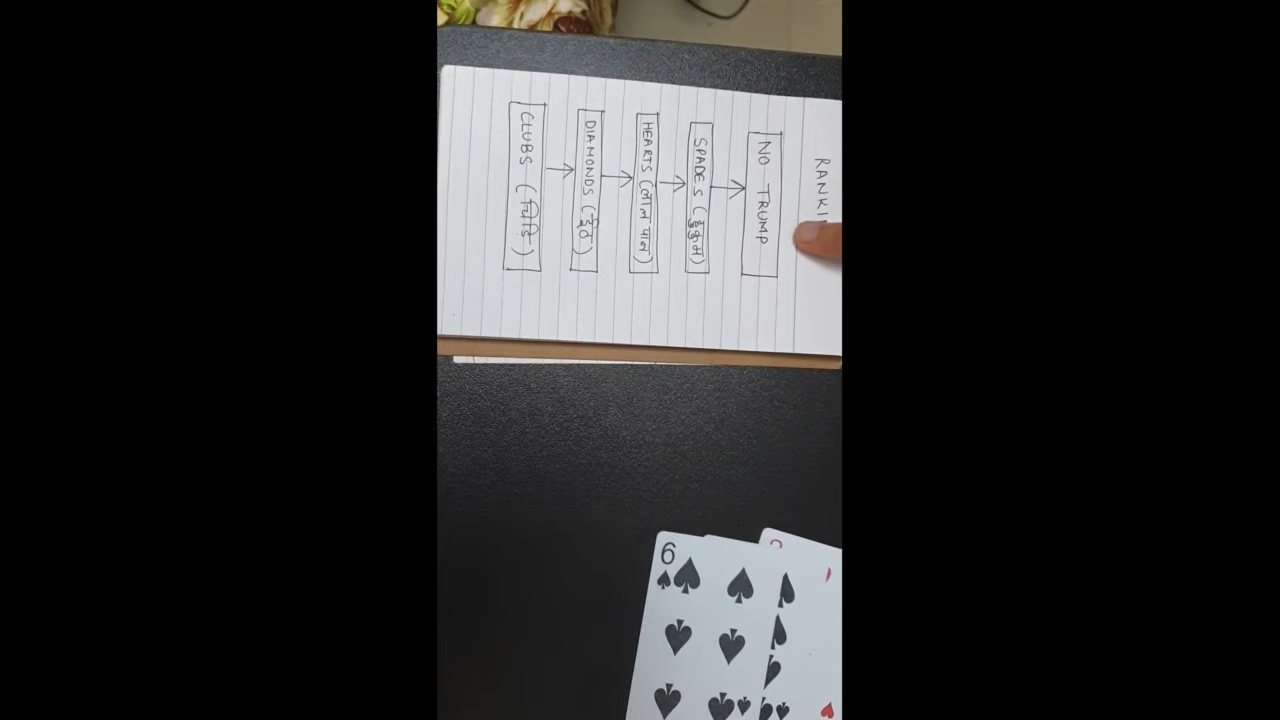 RANKI
NO TRUMP
SPADES (हुकुम)
HEARTS (लाल पान)
DIAMONDS (ईंट)
CLUBS (चिड़ि)
6